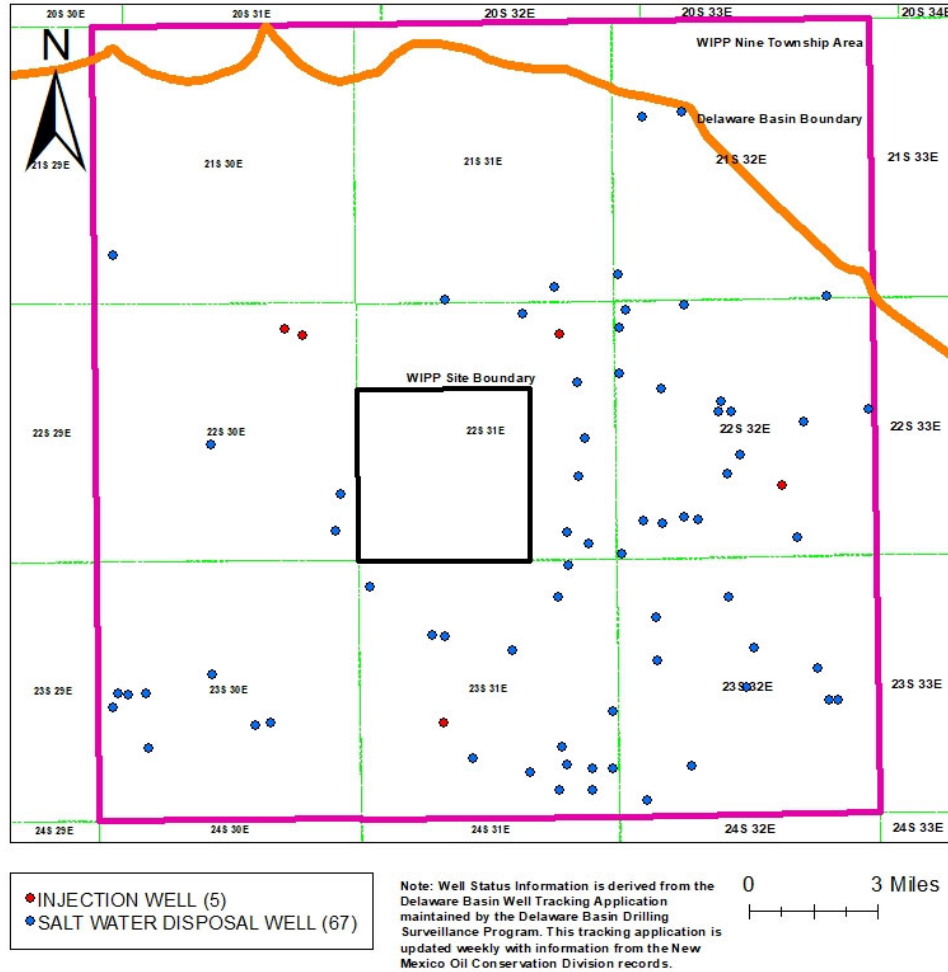 20S 30E
20S 31E
20S 32E
20S 33E
20S 34E
N
WIPP Nine Township Area
Delaware Basin Boundary
21S 29E
21S 30E
21S 31E
21S 32E
21S 33E
WIPP Site Boundary
22S 29E
22S 30E
22S 31E
22S 32E
22S 33E
23S 29E
23S 30E
23S 31E
23S 32E
23S 33E
24S 29E
24S 30E
24S 31E
24S 32E
24S 33E
INJECTION WELL (5)
SALT WATER DISPOSAL WELL (67)
Note: Well Status Information is derived from the
Delaware Basin Well Tracking Application
maintained by the Delaware Basin Drilling
Surveillance Program. This tracking application is
updated weekly with information from the New
Mexico Oil Conservation Division records.
0 3 Miles